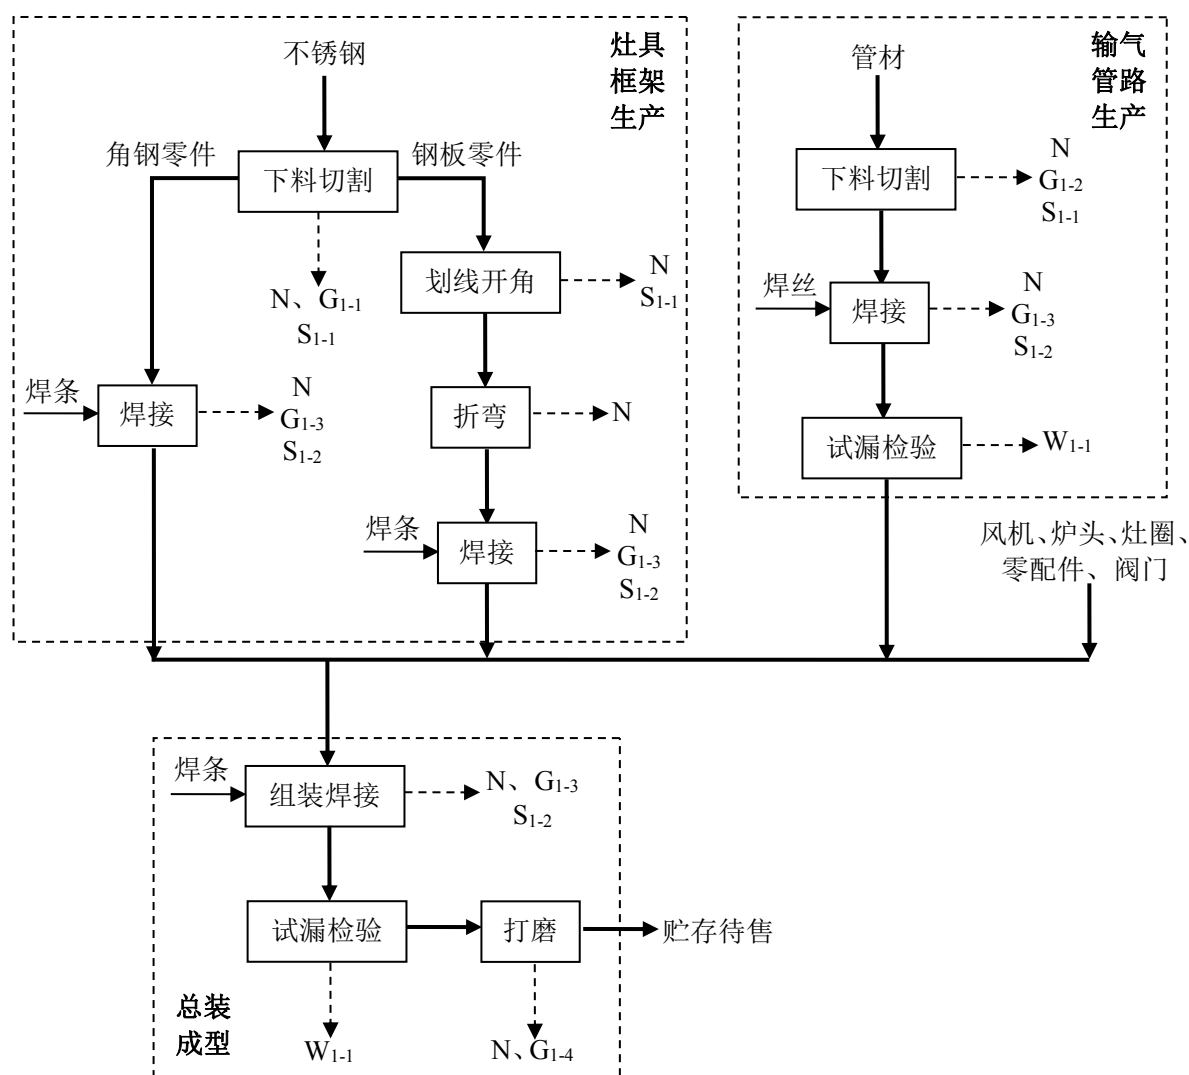 不锈钢
灶具
框架
生产
角钢零件
钢板零件
下料切割
N、G1-1
S1-1
划线开角
N
S1-1
焊条
焊接
N
G1-3
S1-2
折弯
N
焊条
焊接
N
G1-3
S1-2
管材
输气
管路
生产
下料切割
N
G1-2
S1-1
焊丝
焊接
N
G1-3
S1-2
试漏检验
W1-1
风机、炉头、灶圈、
零配件、阀门
焊条
组装焊接
N、G1-3
S1-2
试漏检验
打磨
贮存待售
总装
成型
W1-1
N、G1-4